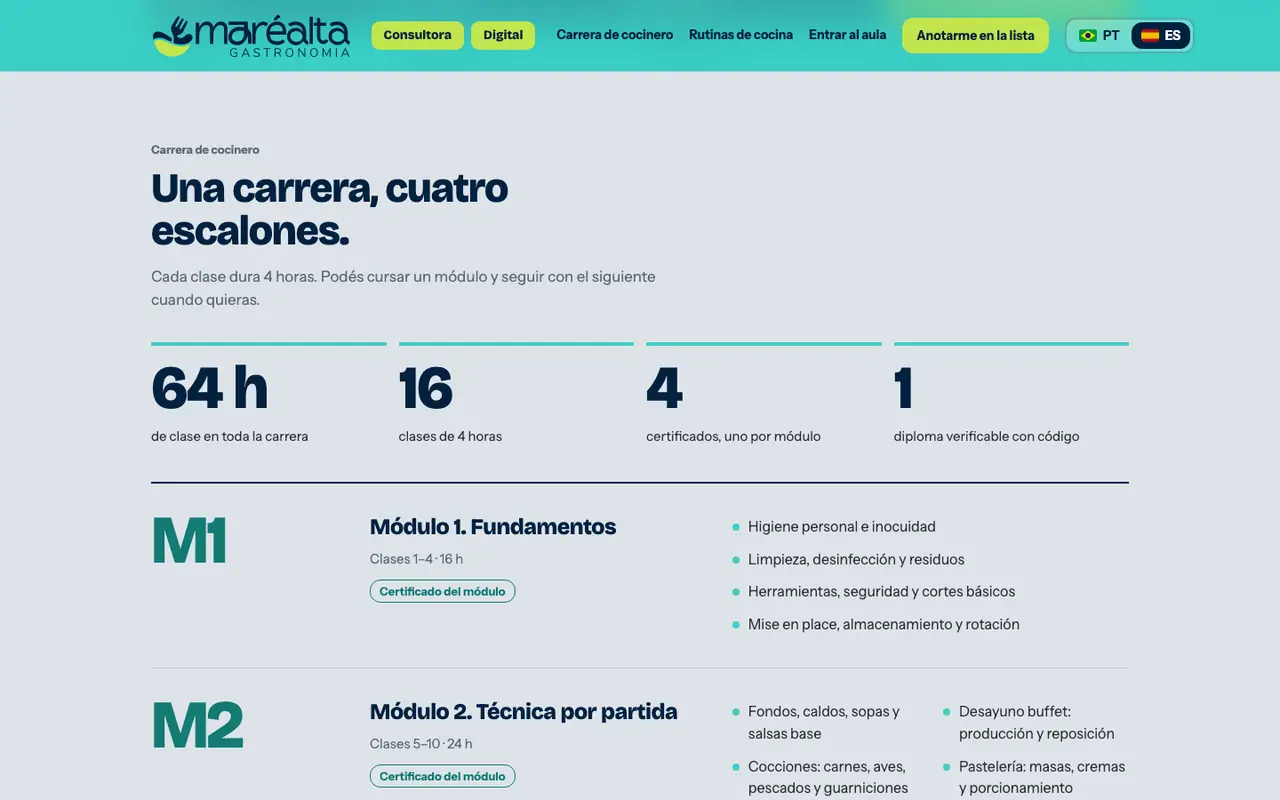 maréalta
GASTRONOMIA
Consultora
Digital
Carrera de cocinero
Rutinas de cocina
Entrar al aula
Anotarme en la lista
PT
ES
Carrera de cocinero
Una carrera, cuatro
escalones.
Cada clase dura 4 horas. Podés cursar un módulo y seguir con el siguiente
cuando quieras.
64 h
de clase en toda la carrera
16
clases de 4 horas
4
certificados, uno por módulo
1
diploma verificable con código
M1
Módulo 1. Fundamentos
Clases 1–4 · 16 h
Certificado del módulo
Higiene personal e inocuidad
Limpieza, desinfección y residuos
Herramientas, seguridad y cortes básicos
Mise en place, almacenamiento y rotación
M2
Módulo 2. Técnica por partida
Clases 5–10 · 24 h
Certificado del módulo
Fondos, caldos, sopas y
salsas base
Cocciones: carnes, aves,
pescados y guarniciones
Desayuno buffet:
producción y reposición
Pastelería: masas, cremas
y porcionamiento